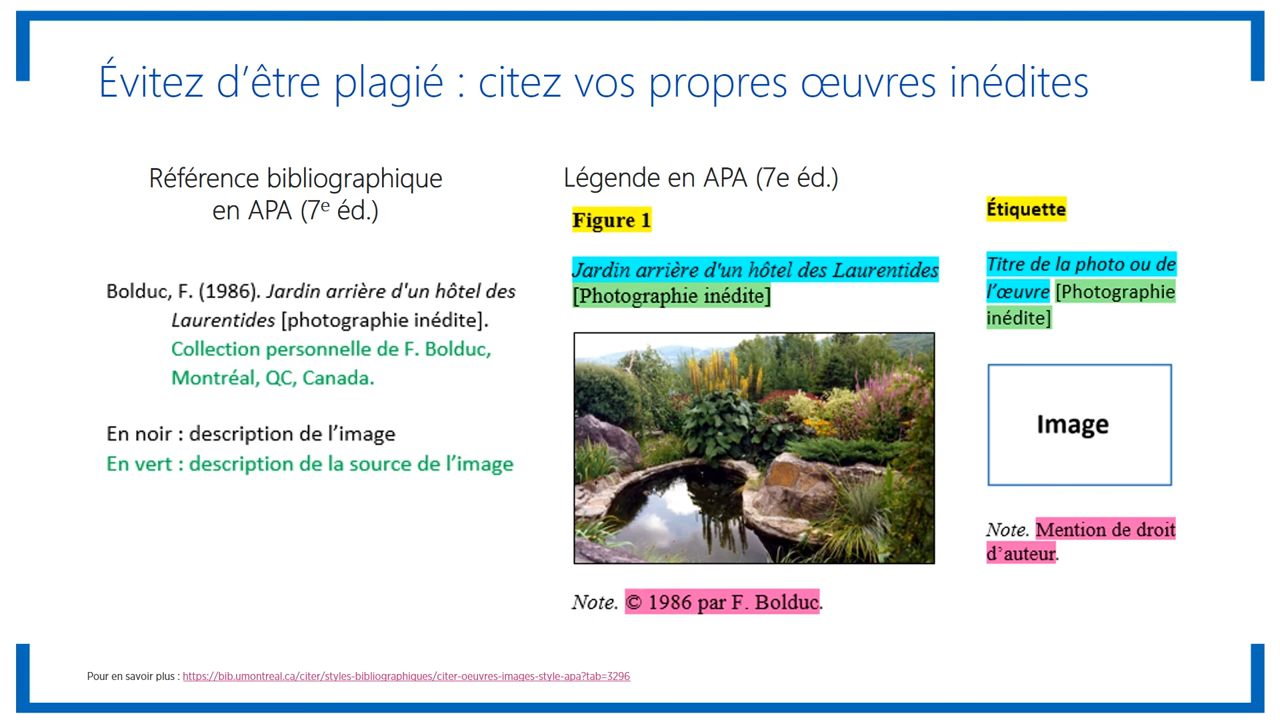 Évitez d’être plagié : citez vos propres œuvres inédites
Référence bibliographique
en APA (7e éd.)
Bolduc, F. (1986). Jardin arrière d'un hôtel des
Laurentides [photographie inédite].
Collection personnelle de F. Bolduc,
Montréal, QC, Canada.
En noir : description de l’image
En vert : description de la source de l’image
Légende en APA (7e éd.)
Figure 1
Jardin arrière d'un hôtel des Laurentides
[Photographie inédite]
Note. © 1986 par F. Bolduc.
Étiquette
Titre de la photo ou de
l’œuvre [Photographie
inédite]
Image
Note. Mention de droit
d’auteur.
Pour en savoir plus : https://bib.umontreal.ca/citer/styles-bibliographiques/citer-oeuvres-images-style-apa?tab=3296